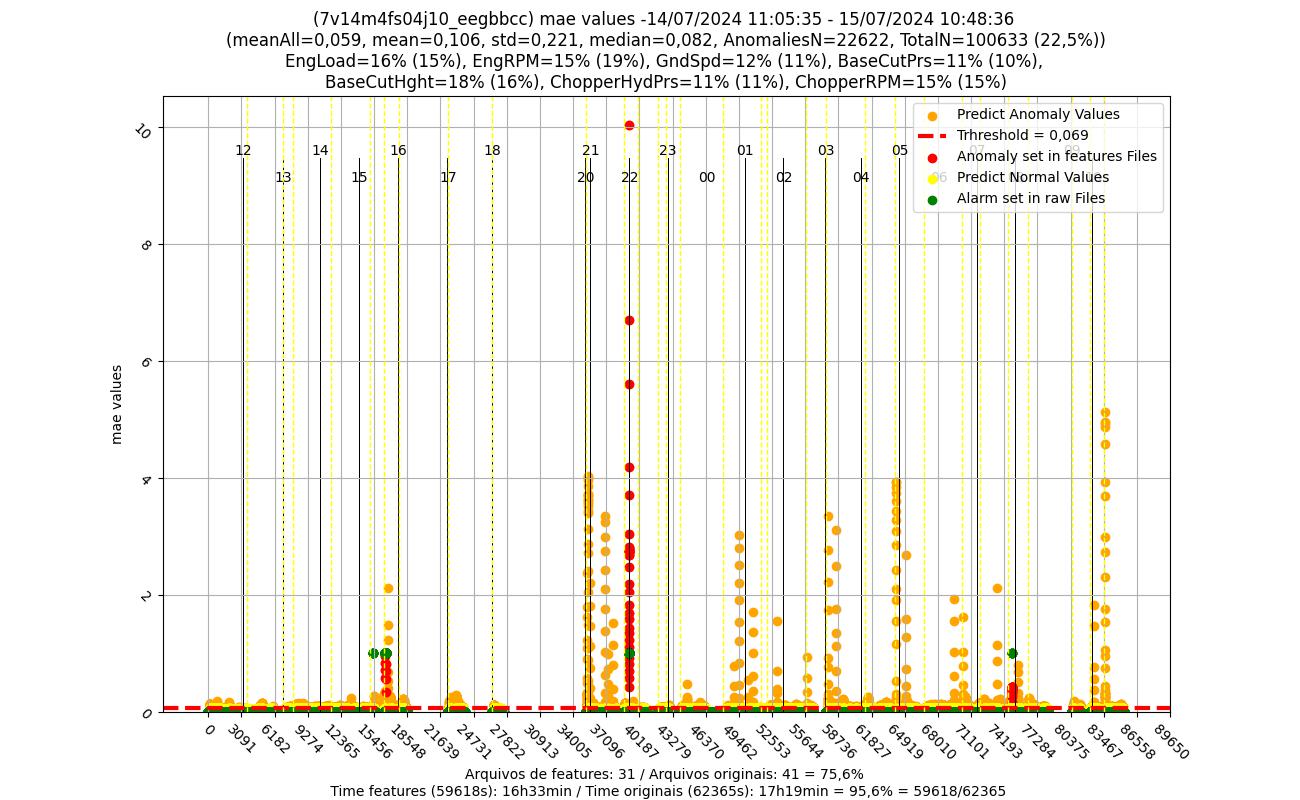 (7v14m4fs04j10_eegbbcc) mae values -14/07/2024 11:05:35 - 15/07/2024 10:48:36
(meanAll=0,059, mean=0,106, std=0,221, median=0,082, AnomaliesN=22622, TotalN=100633 (22,5%))
EngLoad=16% (15%), EngRPM=15% (19%), GndSpd=12% (11%), BaseCutPrs=11% (10%),
BaseCutHght=18% (16%), ChopperHydPrs=11% (11%), ChopperRPM=15% (15%)
Predict Anomaly Values
Trhreshold = 0,069
Anomaly set in features Files
Predict Normal Values
Alarm set in raw Files
12 14 16 18 21 23 01 03 05 07 09
13 15 17 20 22 00 02 04 06
10
8
6
4
2
0
mae values
0 3091 6182 9274 12365 15456 18548 21639 24731 27822 30913 34005 37096 40187 43279 46370 49462 52553 55644 58736 61827 64919 68010 71101 74193 77284 80375 83467 86558 89650
Arquivos de features: 31 / Arquivos originais: 41 = 75,6%
Time features (59618s): 16h33min / Time originais (62365s): 17h19min = 95,6% = 59618/62365